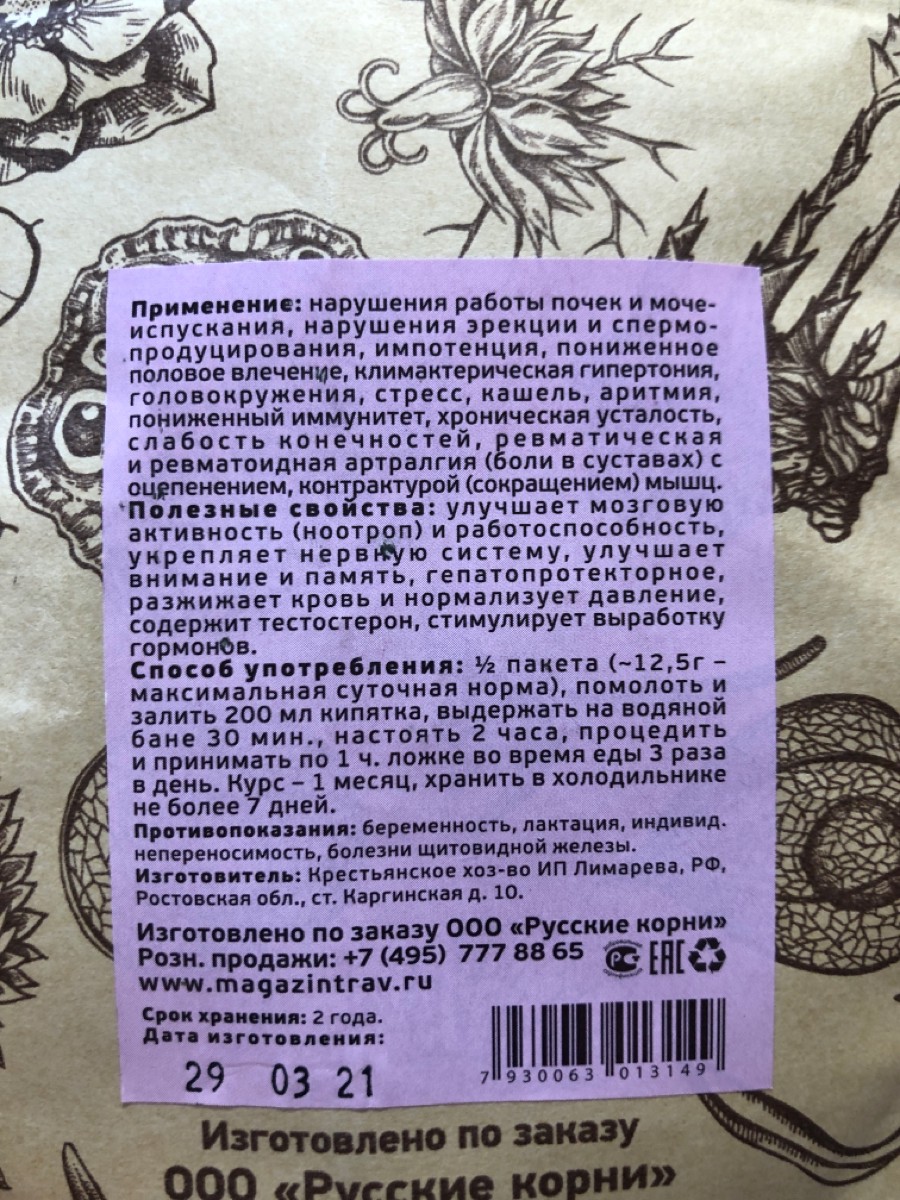 Применение: нарушения работы почек и моче-
испускания, нарушения эрекции и спермо-
продуцирования, импотенция, пониженное
половое влечение, климактерическая гипертония,
головокружения, стресс, кашель, аритмия,
пониженный иммунитет, хроническая усталость,
слабость конечностей, ревматическая
и ревматоидная артралгия (боли в суставах) с
оцепенением, контрактурой (сокращением) мышц.
Полезные свойства: улучшает мозговую
активность (ноотроп) и работоспособность,
укрепляет нервную систему, улучшает
внимание и память, гепатопротекторное,
разжижает кровь и нормализует давление,
содержит тестостерон, стимулирует выработку
гормонов.
Способ употребления: ½ пакета (~12,5г –
максимальная суточная норма), помолоть и
залить 200 мл кипятка, выдержать на водяной
бане 30 мин., настоять 2 часа, процедить
и принимать по 1 ч. ложке во время еды 3 раза
в день. Курс – 1 месяц, хранить в холодильнике
не более 7 дней.
Противопоказания: беременность, лактация, индивид.
непереносимость, болезни щитовидной железы.
Изготовитель: Крестьянское хоз-во ИП Лимарева, РФ,
Ростовская обл., ст. Каргинская д. 10.
Изготовлено по заказу ООО «Русские корни»
Розн. продажи: +7 (495) 777 88 65
www.magazintrav.ru
ЕАС
Срок хранения: 2 года.
Дата изготовления:
29 03 21
7 930063 013149
Изготовлено по заказу
ООО «Русские корни»